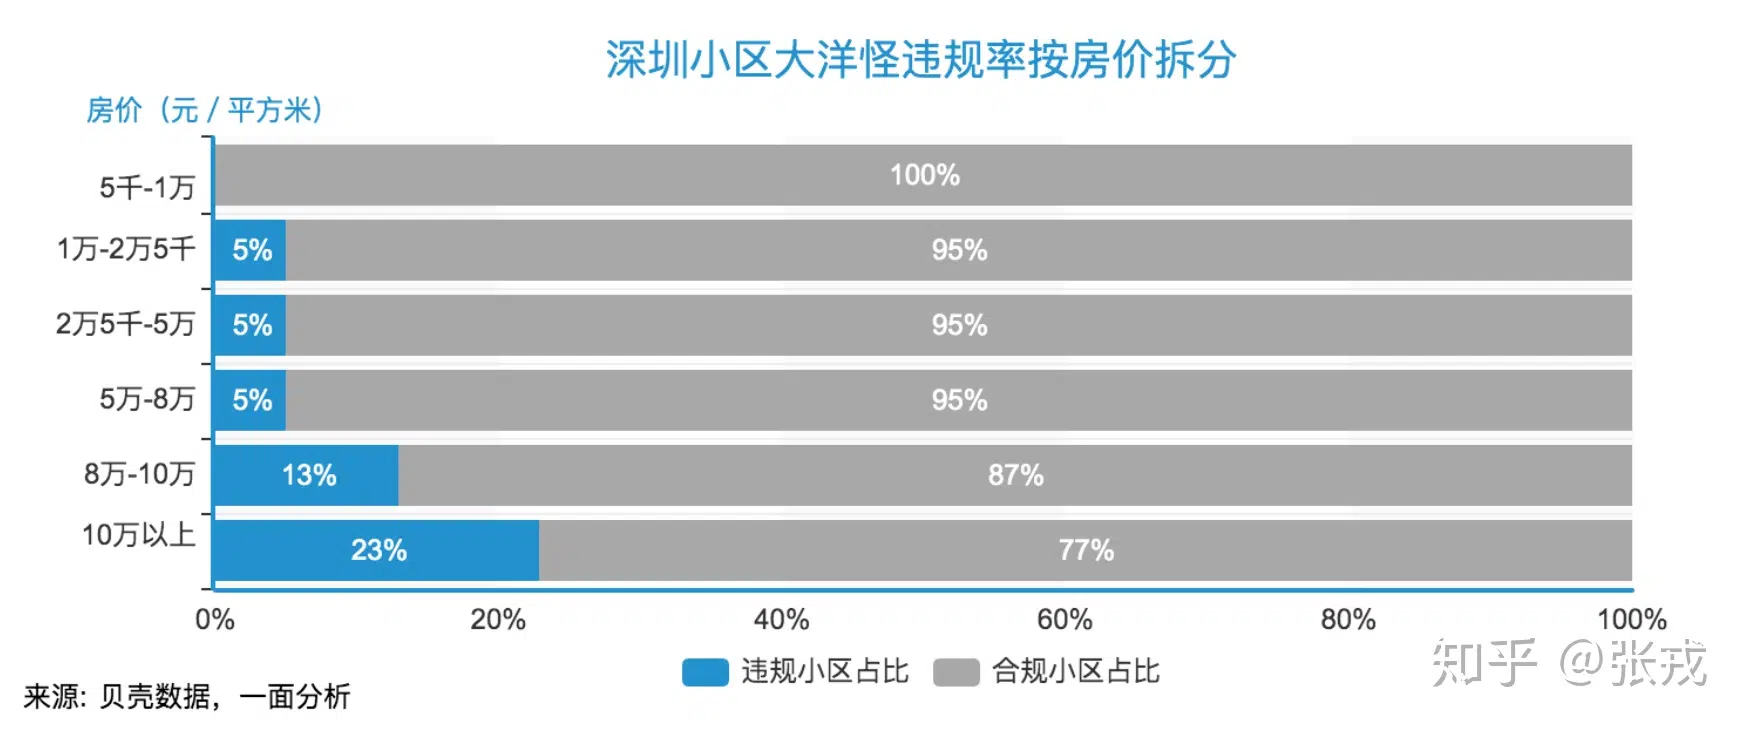 深圳小区大洋怪违规率按房价拆分
房价（元 / 平方米）
5千-1万
100%
1万-2万5千
5%
95%
2万5千-5万
5%
95%
5万-8万
5%
95%
8万-10万
13%
87%
10万以上
23%
77%
0%
20%
40%
60%
80%
100%
违规小区占比
合规小区占比
知乎 @张戎
来源: 贝壳数据，一面分析